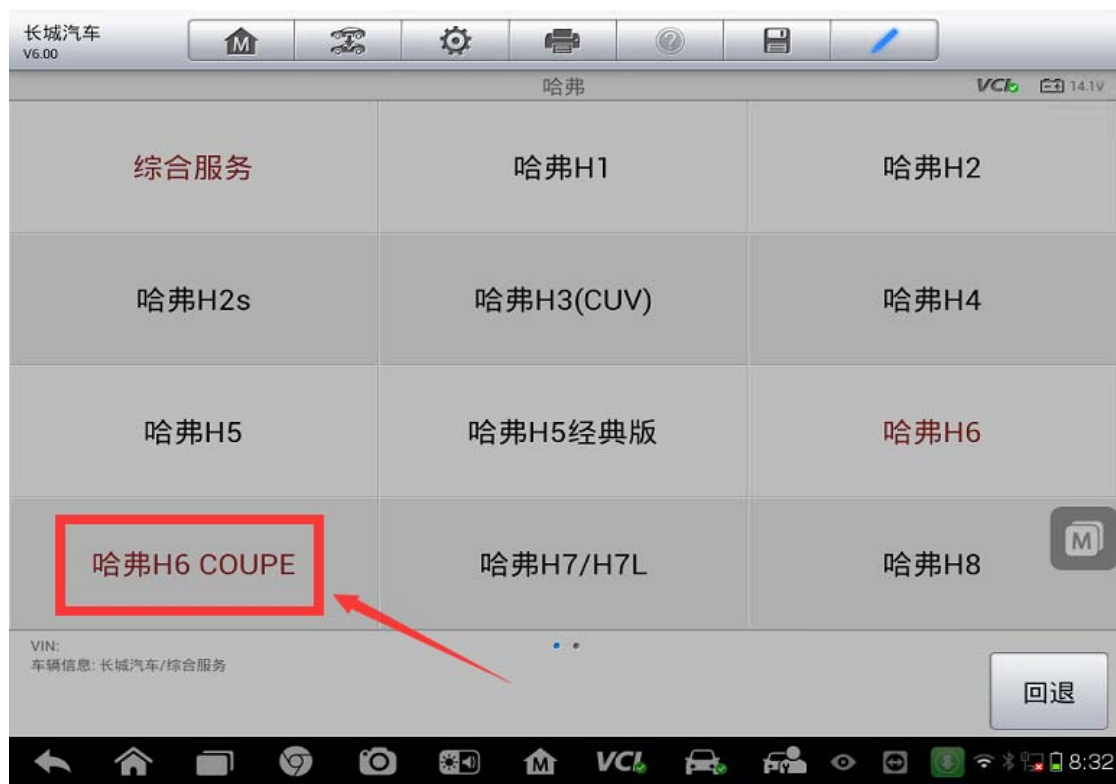 长城汽车
V6.00
M
哈弗
VCI 14.1V
综合服务 哈弗H1 哈弗H2
哈弗H2s 哈弗H3(CUV) 哈弗H4
哈弗H5 哈弗H5经典版 哈弗H6
哈弗H6 COUPE 哈弗H7/H7L 哈弗H8
M
VIN:
车辆信息: 长城汽车/综合服务
回退
M VCI 8:32